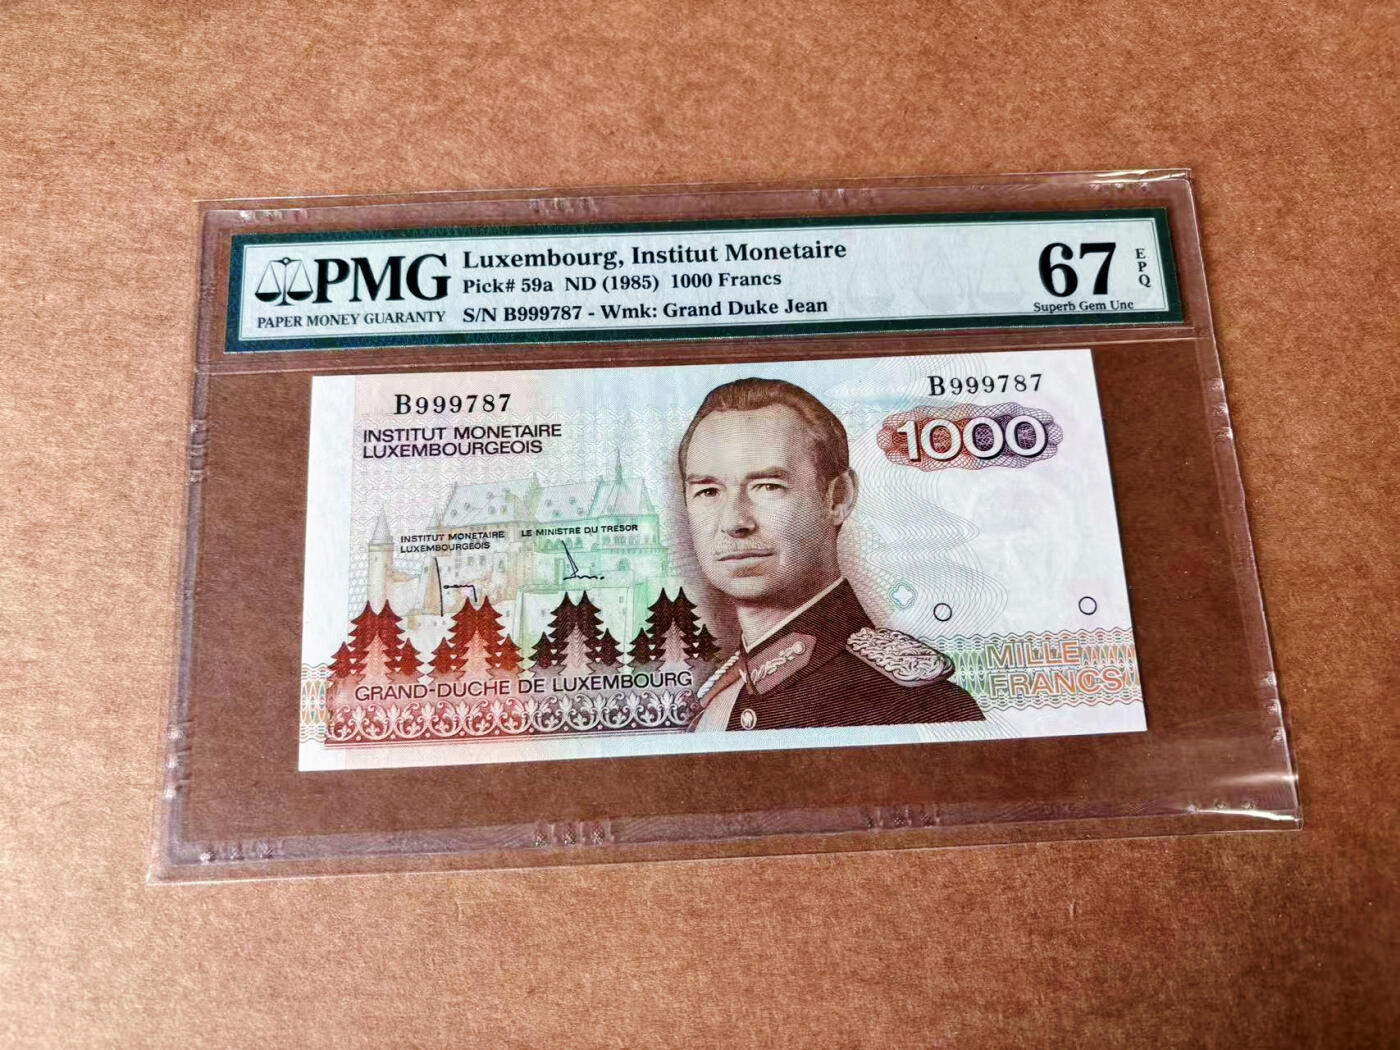 PMG
PAPER MONEY GUARANTY
Luxembourg, Institut Monetaire
Pick# 59a ND (1985) 1000 Francs
S/N B999787 - Wmk: Grand Duke Jean
67
EPQ
Superb Gem Unc
B999787
B999787
INSTITUT MONETAIRE
LUXEMBOURGEOIS
1000
INSTITUT MONETAIRE
LUXEMBOURGEOIS
LE MINISTRE DU TRESOR
GRAND-DUCHE DE LUXEMBOURG
MILLE
FRANCS